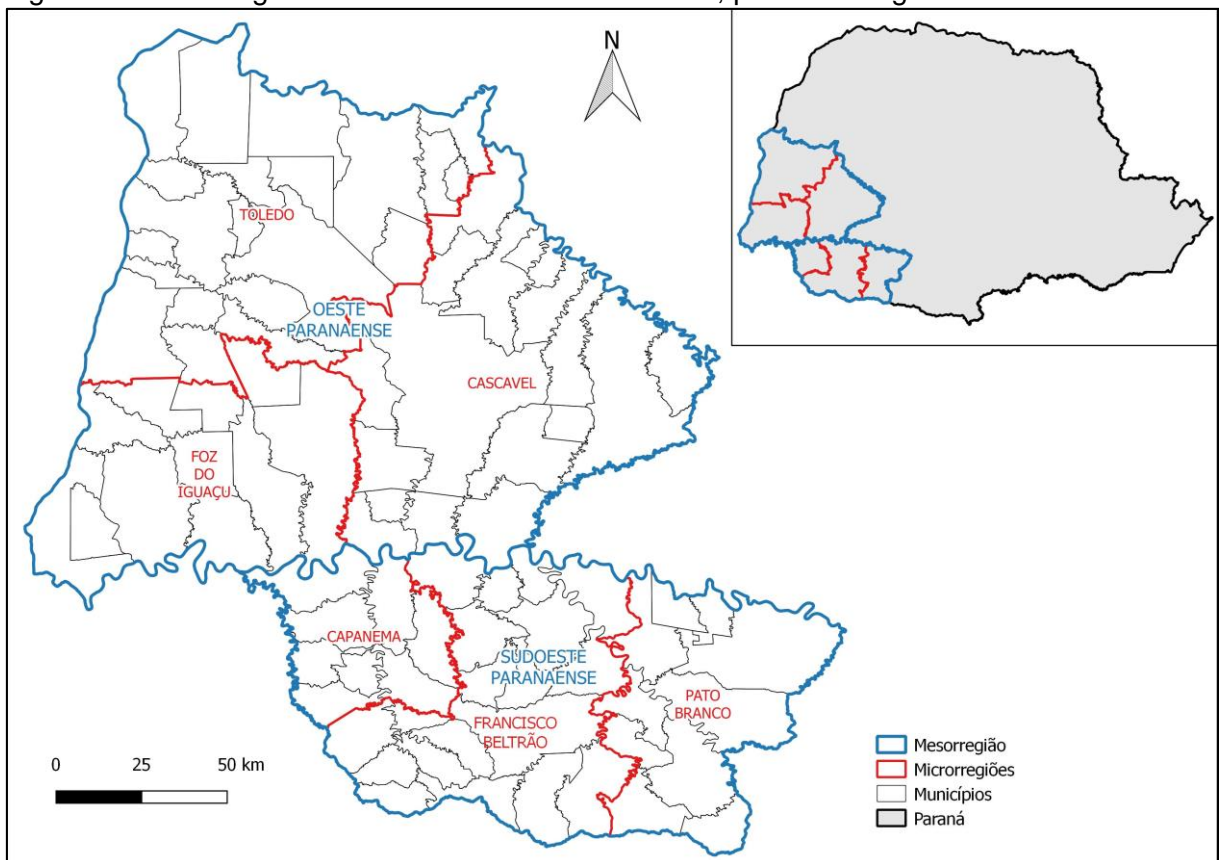 N
TOLEDO
OESTE
PARANAENSE
CASCAVEL
FOZ
DO
IGUAÇU
CAPANEMA
SUDOESTE
PARANAENSE
PATO
BRANCO
FRANCISCO
BELTRÃO
0 25 50 km
Mesorregião
Microrregiões
Municípios
Paraná